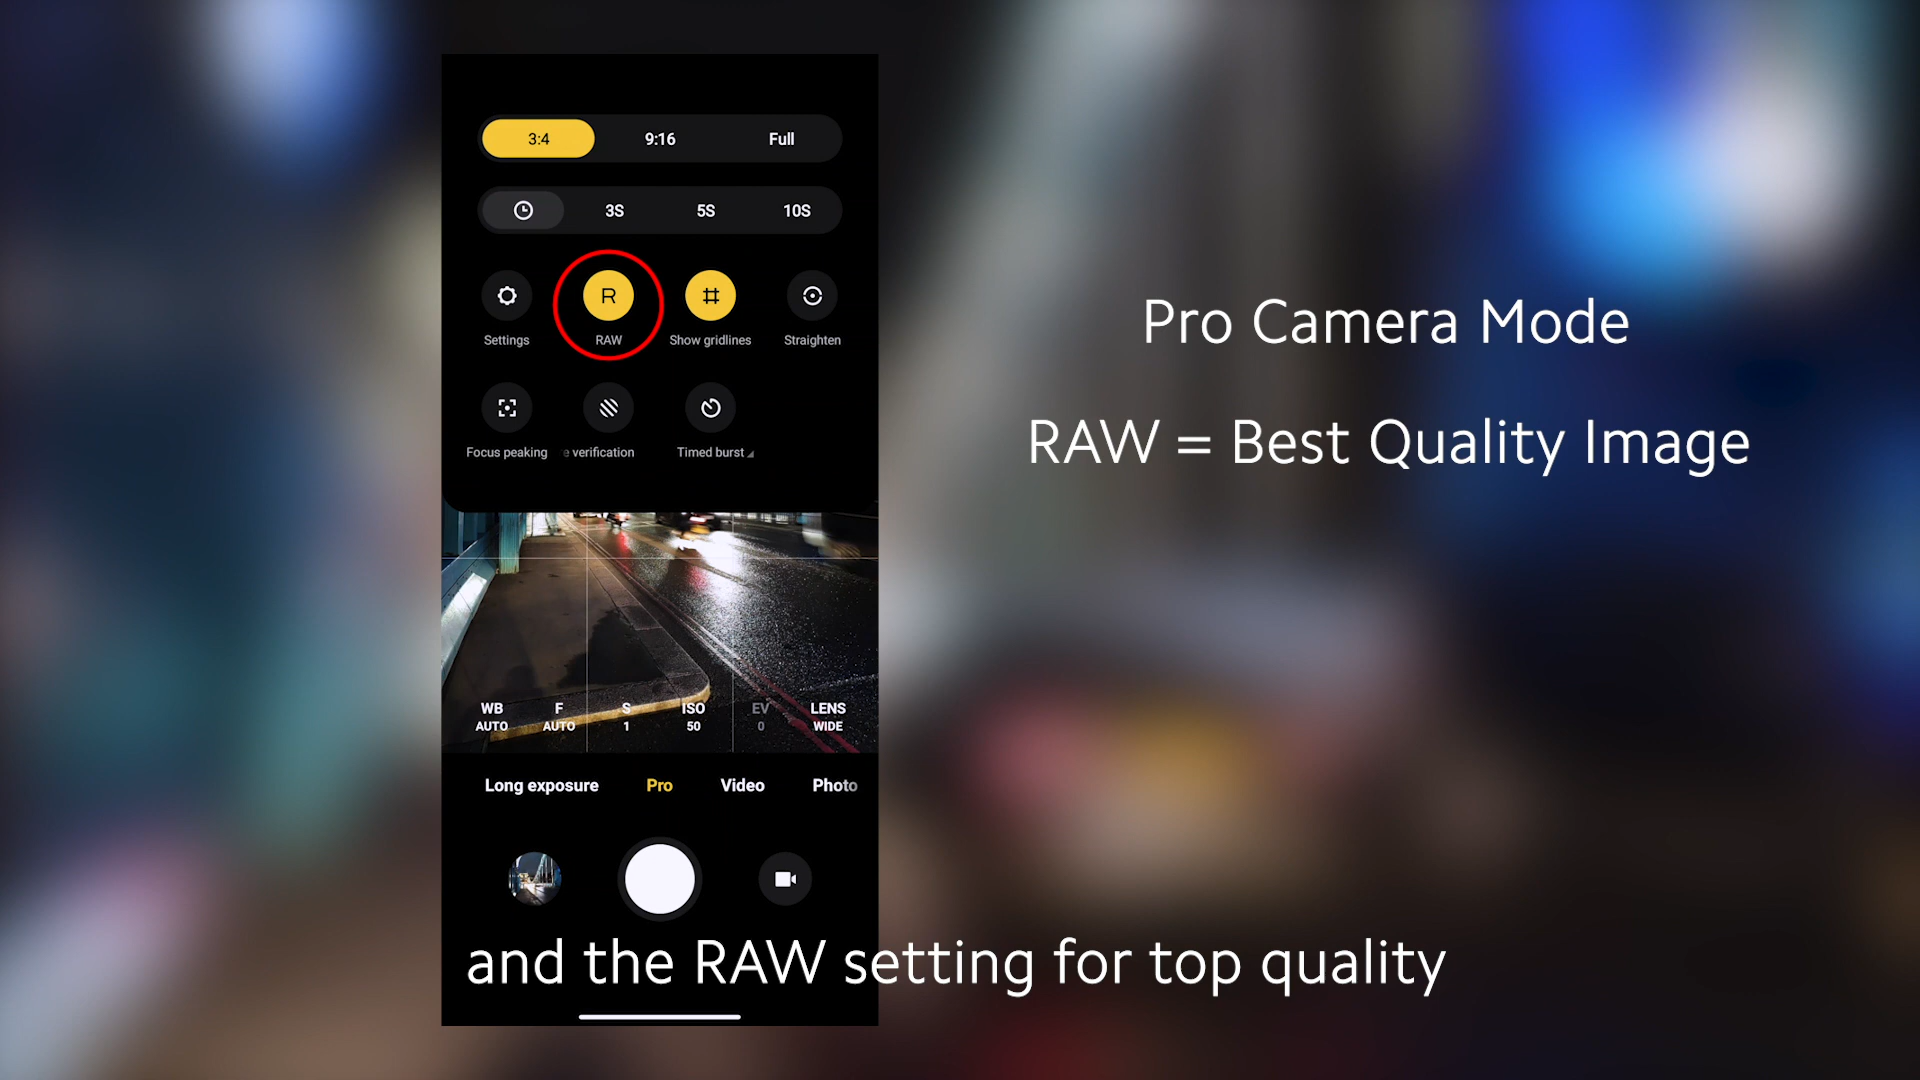 3:4 9:16 Full
3S 5S 10S
R
Settings RAW Show gridlines Straighten
Focus peaking e verification Timed burst
WB F S ISO EV LENS
AUTO AUTO 1 50 0 WIDE
Long exposure Pro Video Photo
Pro Camera Mode
RAW = Best Quality Image
and the RAW setting for top quality